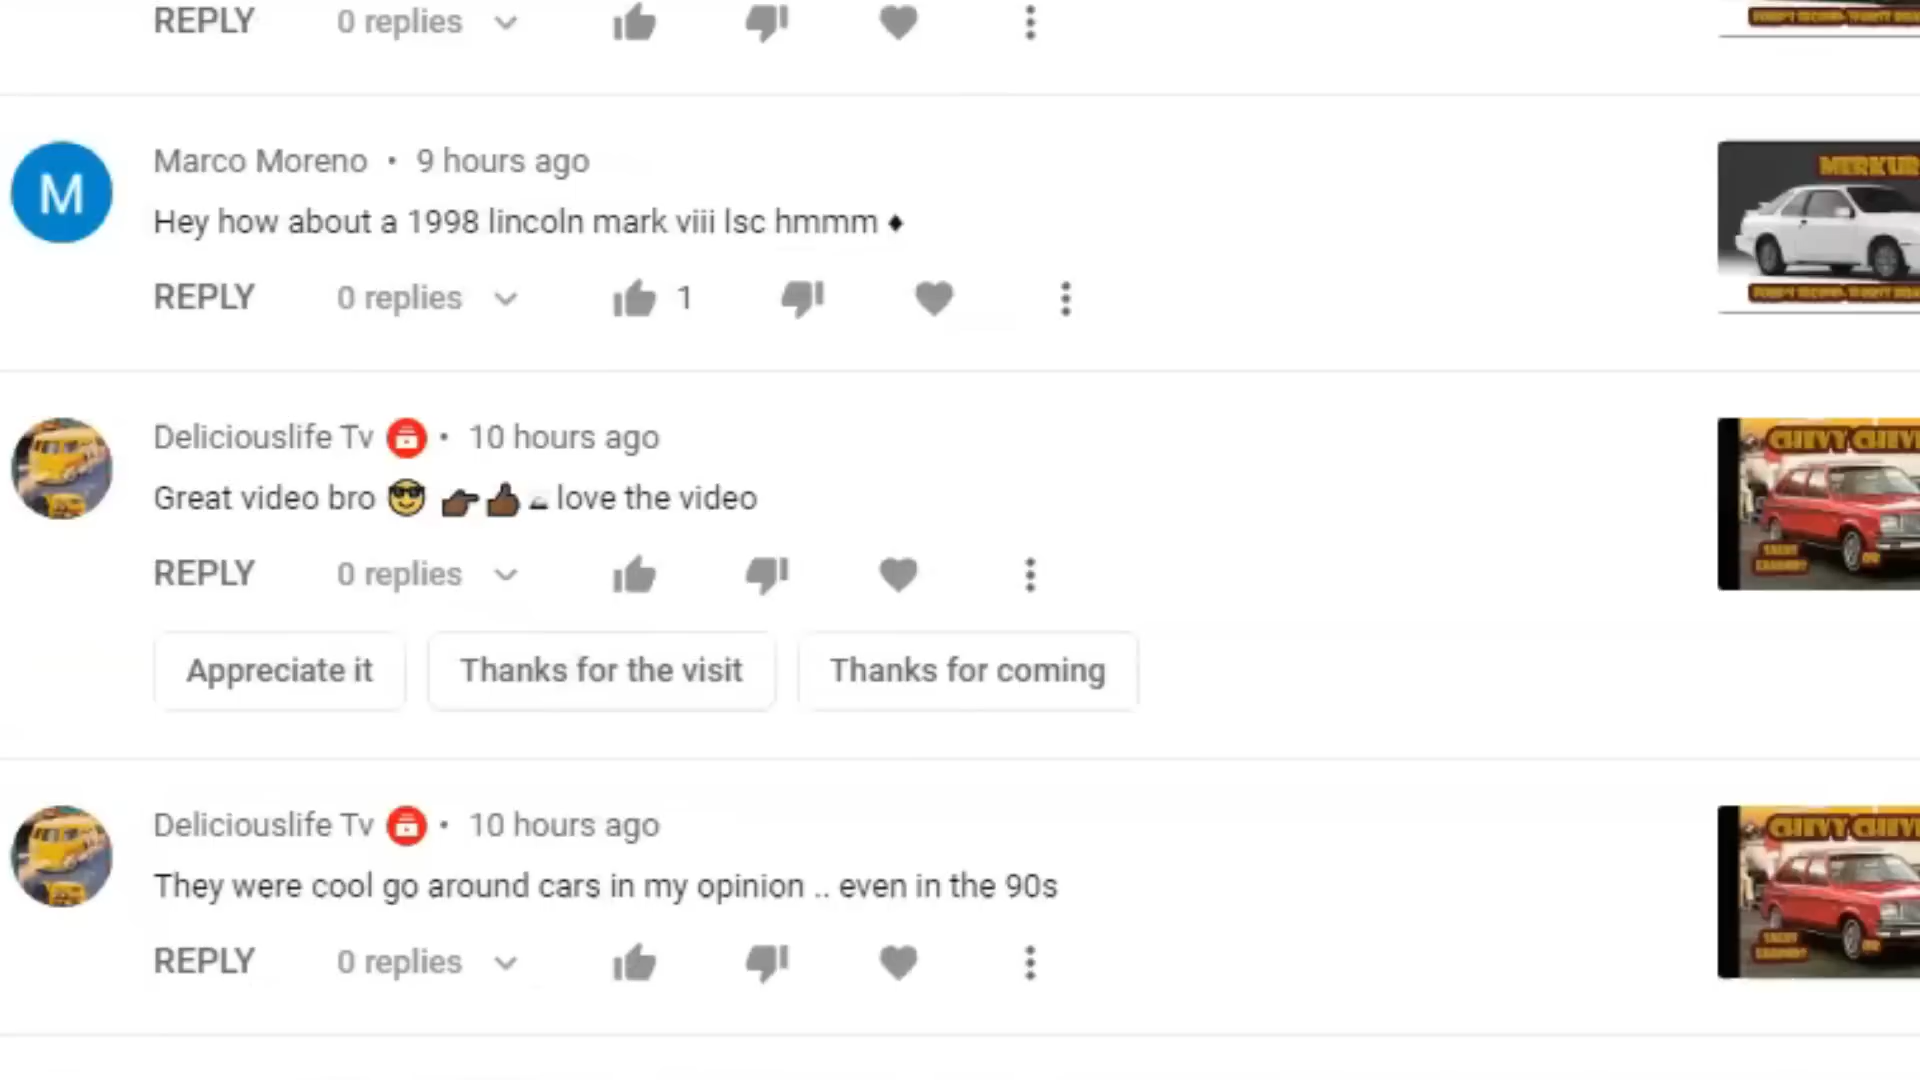 REPLY 0 replies
Marco Moreno • 9 hours ago
MERKUR
Hey how about a 1998 lincoln mark viii lsc hmmm ♦
REPLY 0 replies 1
M
Deliciouslife Tv • 10 hours ago
CHEVY CHEV
Great video bro 😎 👉🏿👍🏿 love the video
REPLY 0 replies
Appreciate it Thanks for the visit Thanks for coming
Deliciouslife Tv • 10 hours ago
CHEVY CHEV
They were cool go around cars in my opinion .. even in the 90s
REPLY 0 replies